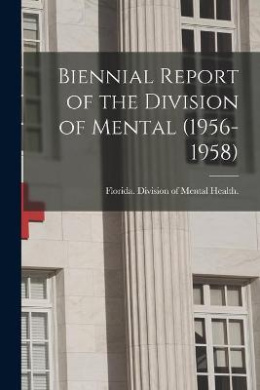 Biennial Report
of the Division
of Mental (1956-
1958)
Florida. Division of Mental Health.